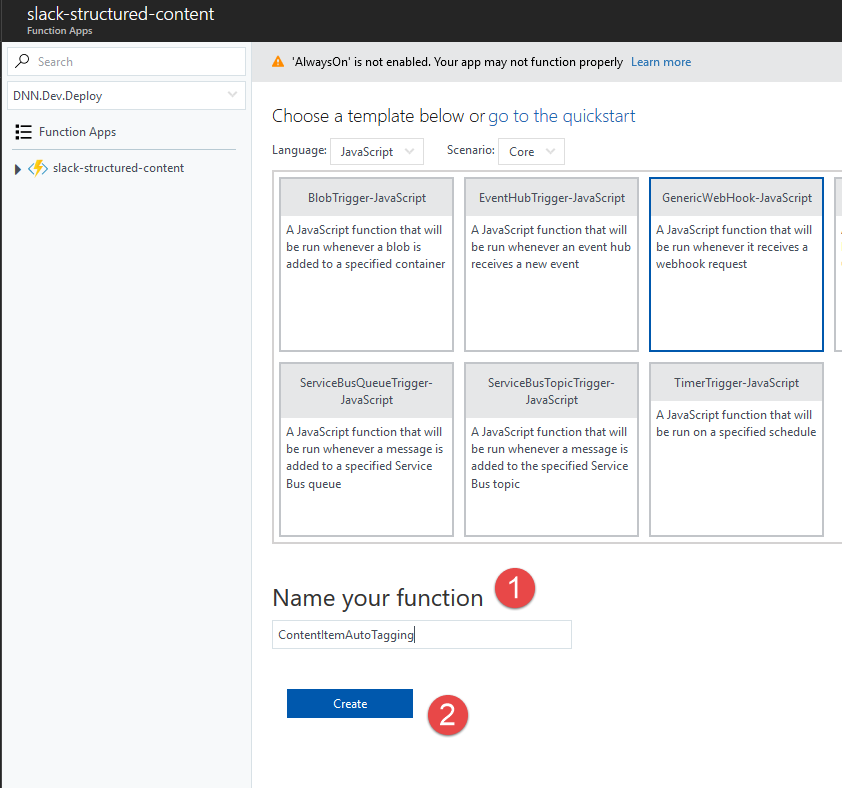 slack-structured-content
Function Apps
Search
'AlwaysOn' is not enabled. Your app may not function properly Learn more
DNN.Dev.Deploy
Function Apps
slack-structured-content
Choose a template below or go to the quickstart
Language: JavaScript Scenario: Core
BlobTrigger-JavaScript
A JavaScript function that will
be run whenever a blob is
added to a specified container
EventHubTrigger-JavaScript
A JavaScript function that will
be run whenever an event hub
receives a new event
GenericWebHook-JavaScript
A JavaScript function that will
be run whenever it receives a
webhook request
ServiceBusQueueTrigger-
JavaScript
A JavaScript function that will
be run whenever a message is
added to a specified Service
Bus queue
ServiceBusTopicTrigger-
JavaScript
A JavaScript function that will
be run whenever a message is
added to the specified Service
Bus topic
TimerTrigger-JavaScript
A JavaScript function that will
be run on a specified schedule
Name your function
1
ContentItemAutoTagging
Create
2